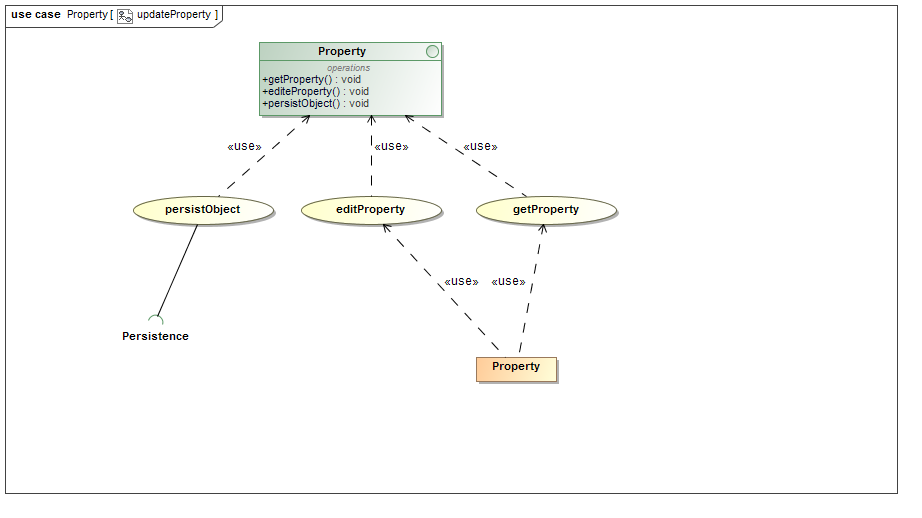 use case Property [ updateProperty ]
Property
operations
+getProperty() : void
+editeProperty() : void
+persistObject() : void
«use» «use» «use»
persistObject editProperty getProperty
«use» «use»
Persistence
Property